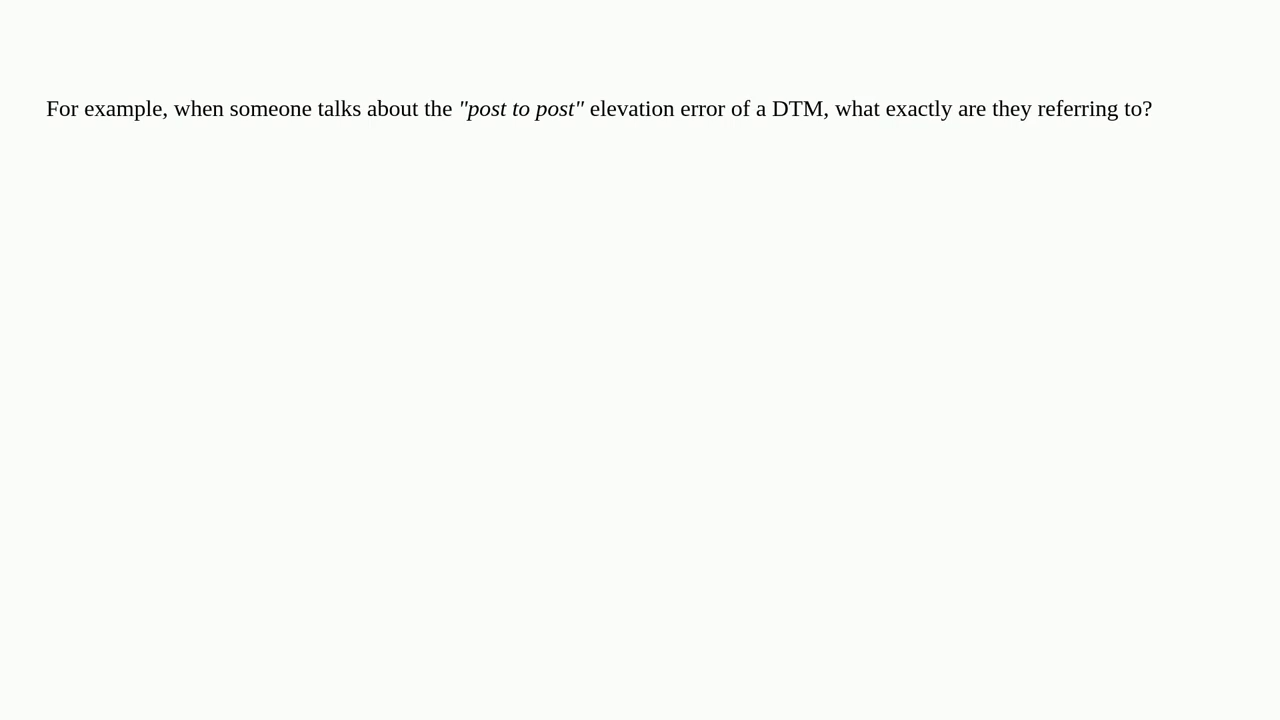 For example, when someone talks about the "post to post" elevation error of a DTM, what exactly are they referring to?